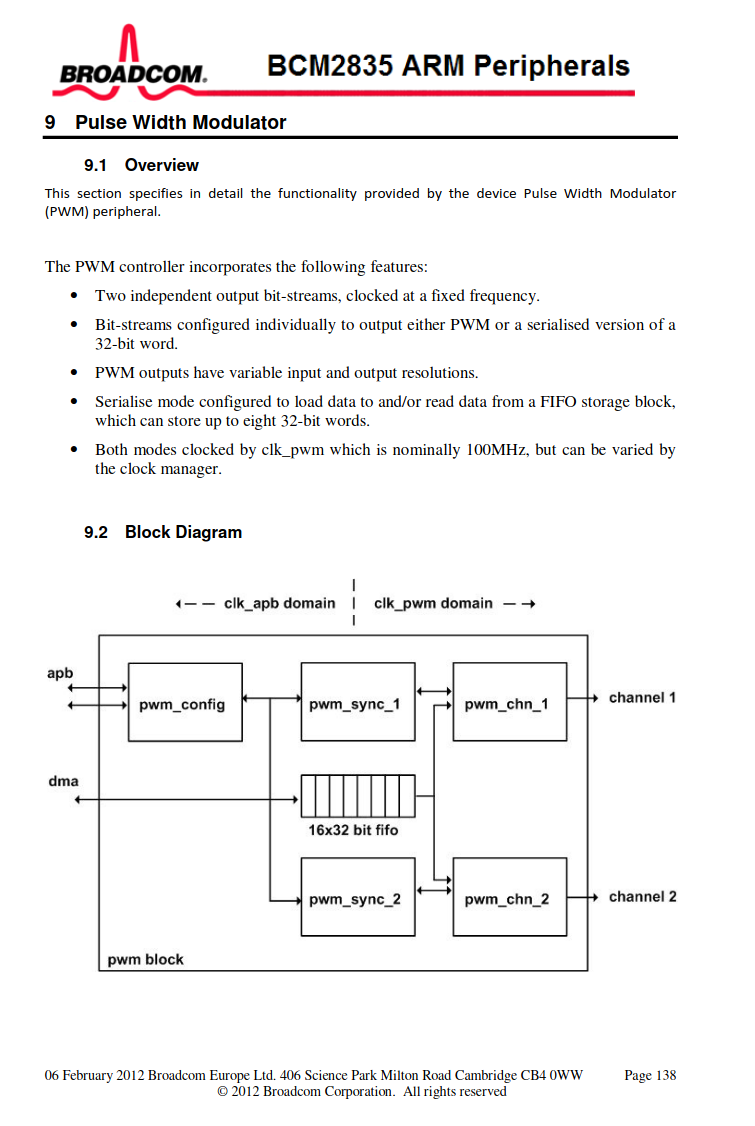 BROADCOM.
BCM2835 ARM Peripherals
9 Pulse Width Modulator
9.1 Overview
This section specifies in detail the functionality provided by the device Pulse Width Modulator
(PWM) peripheral.
The PWM controller incorporates the following features:
• Two independent output bit-streams, clocked at a fixed frequency.
• Bit-streams configured individually to output either PWM or a serialised version of a
32-bit word.
• PWM outputs have variable input and output resolutions.
• Serialise mode configured to load data to and/or read data from a FIFO storage block,
which can store up to eight 32-bit words.
• Both modes clocked by clk_pwm which is nominally 100MHz, but can be varied by
the clock manager.
9.2 Block Diagram
clk_apb domain | clk_pwm domain
apb
pwm_config
pwm_sync_1
pwm_chn_1
channel 1
dma
16x32 bit fifo
pwm_sync_2
pwm_chn_2
channel 2
pwm block
06 February 2012 Broadcom Europe Ltd. 406 Science Park Milton Road Cambridge CB4 0WW Page 138
© 2012 Broadcom Corporation. All rights reserved